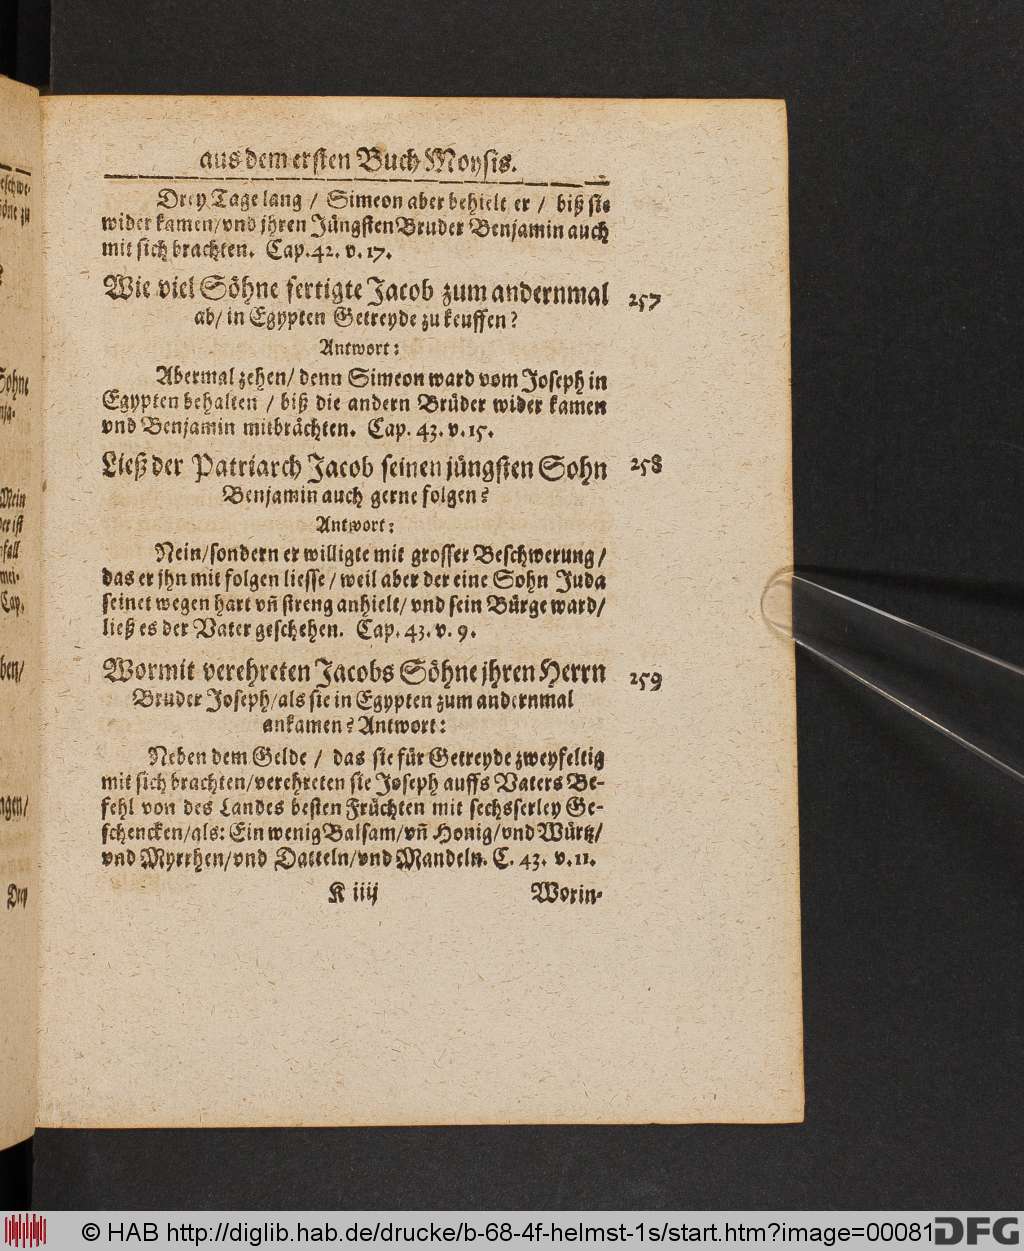 aus dem ersten Buch Moysis.
Drey Tage lang / Simeon aber behielt er / biß sie
wider kamen/vnd jhren Jüngsten Bruder Benjamin auch
mit sich brachten. Cap.42. v.17.
Wie viel Söhne fertigte Jacob zum andernmal 257
ab/ in Egypten Getreyde zu keuffen?
Antwort:
Abermal zehen/ denn Simeon ward vom Joseph in
Egypten behalten / biß die andern Brüder wider kamen
vnd Benjamin mitbrächten. Cap. 43. v.15.
Ließ der Patriarch Jacob seinen jüngsten Sohn 258
Benjamin auch gerne folgen?
Antwort:
Nein/sondern er willigte mit grosser Beschwerung /
das er jhn mit folgen liesse / weil aber der eine Sohn Juda
seinet wegen hart vñ streng anhielt/ vnd sein Bürge ward/
ließ es der Vater geschehen. Cap. 43. v. 9.
Wormit verehreten Jacobs Söhne jhren Herrn 259
Bruder Joseph/als sie in Egypten zum andernmal
ankamen? Antwort:
Neben dem Gelde / das sie für Getreyde zweyfeltig
mit sich brachten/verehreten sie Joseph auffs Vaters Be-
fehl von des Landes besten Früchten mit sechsserley Ge-
schencken/als: Ein wenig Balsam/vñ Honig/vnd Würtz/
vnd Myrrhen/vnd Datteln/vnd Mandeln. C. 43. v.11.
K iiij Worin-
© HAB http://diglib.hab.de/drucke/b-68-4f-helmst-1s/start.htm?image=00081
DFG